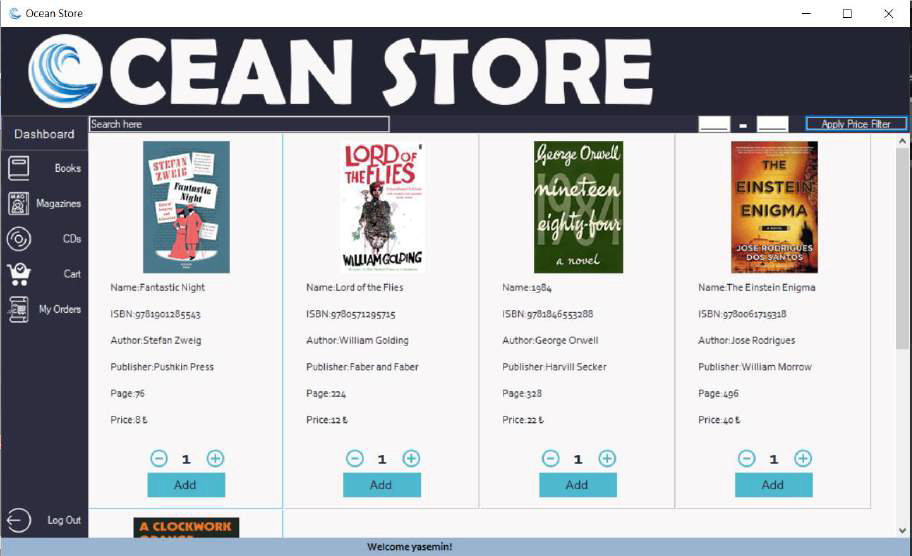 Ocean Store
OCEAN STORE
Dashboard
Search here
-
Apply Price Filter
Books
Magazines
CDs
Cart
My Orders
Log Out
STEFAN
ZWEIG
Fantastic
Night
Name:Fantastic Night
ISBN:9781901285543
Author:Stefan Zweig
Publisher:Pushkin Press
Page:76
Price:8 ₺
1
Add
LORD OF
THE FLIES
WILLIAM GOLDING
Name:Lord of the Flies
ISBN:9780571295715
Author:William Golding
Publisher:Faber and Faber
Page:224
Price:12 ₺
1
Add
George Orwell
1984
nineteen
eighty-four
a novel
Name:1984
ISBN:9781846553288
Author:George Orwell
Publisher:Harvill Secker
Page:328
Price:22 ₺
1
Add
THE
EINSTEIN
ENIGMA
A NOVEL
JOSE RODRIGUES
DOS SANTOS
Name:The Einstein Enigma
ISBN:9780061719318
Author:Jose Rodrigues
Publisher:William Morrow
Page:496
Price:40 ₺
1
Add
A CLOCKWORK
ORANGE
Welcome yasemin!